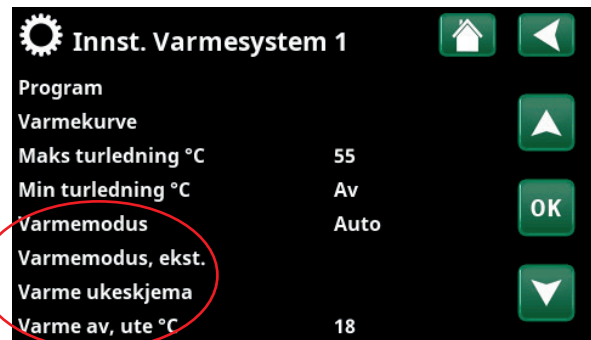 Innst. Varmesystem 1
Program
Varmekurve
Maks turledning °C 55
Min turledning °C Av
Varmemodus Auto
OK
Varmemodus, ekst.
Varme ukeskjema
Varme av, ute °C 18